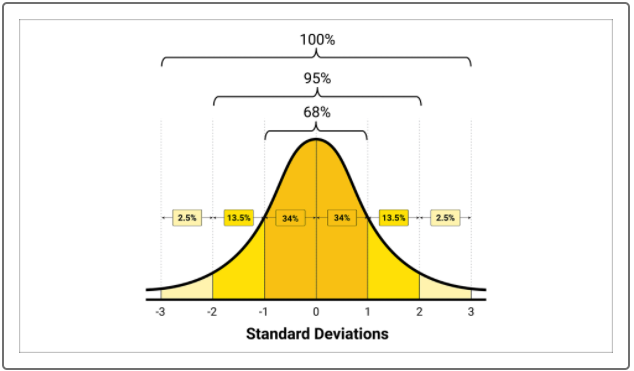 100%
95%
68%
2.5% 13.5% 34% 34% 13.5% 2.5%
-3 -2 -1 0 1 2 3
Standard Deviations